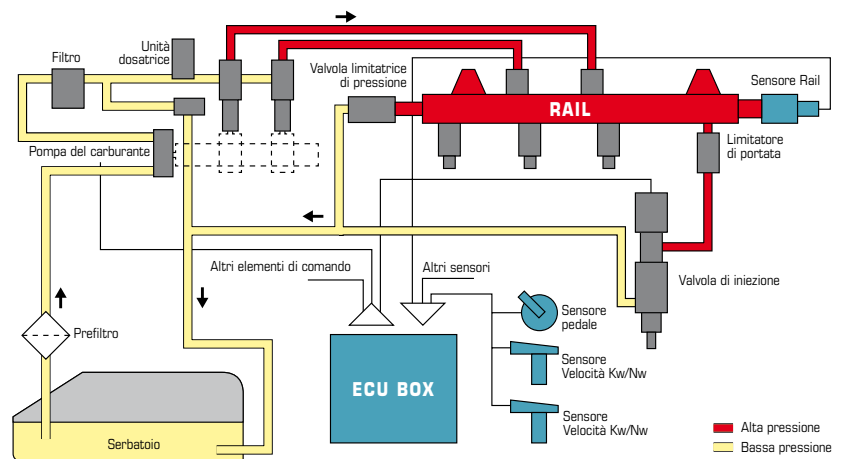 Unità
dosatrice
Filtro
Valvola limitatrice
di pressione
Sensore Rail
RAIL
Limitatore
di portata
Pompa del carburante
Altri elementi di comando
Altri sensori
Valvola di iniezione
Sensore
pedale
Prefiltro
Sensore
Velocità Kw/Nw
ECU BOX
Sensore
Velocità Kw/Nw
Alta pressione
Serbatoio
Bassa pressione